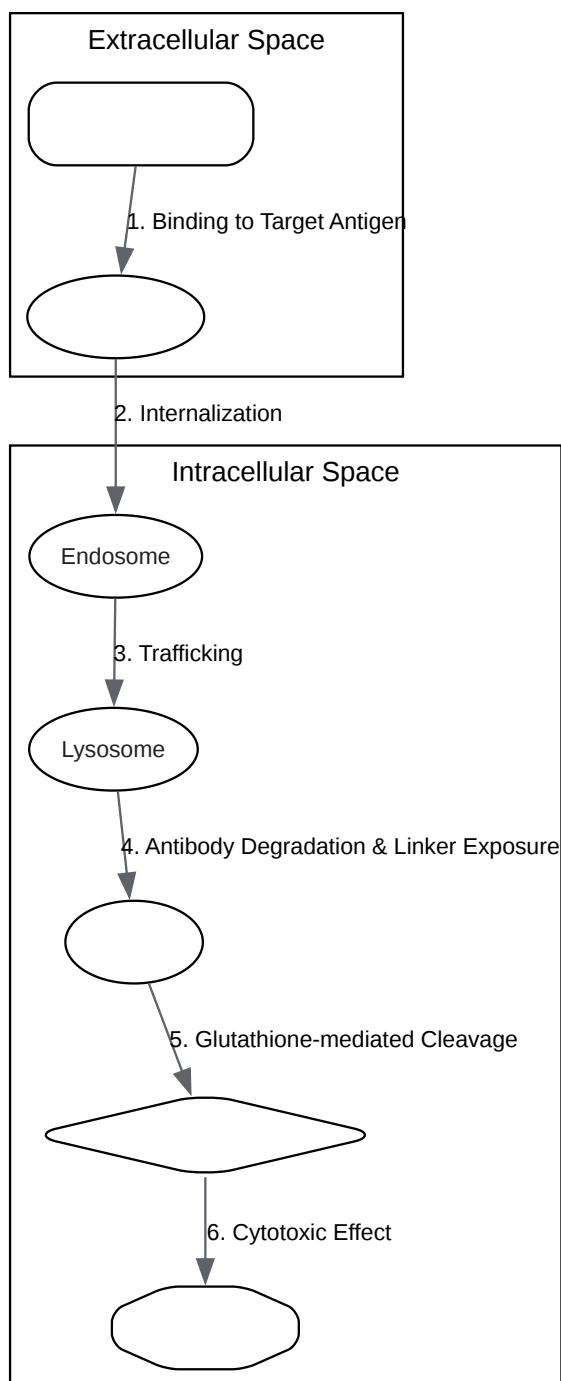 Extracellular Space
1. Binding to Target Antigen
2. Internalization
Intracellular Space
Endosome
3. Trafficking
Lysosome
4. Antibody Degradation & Linker Exposure
5. Glutathione-mediated Cleavage
6. Cytotoxic Effect